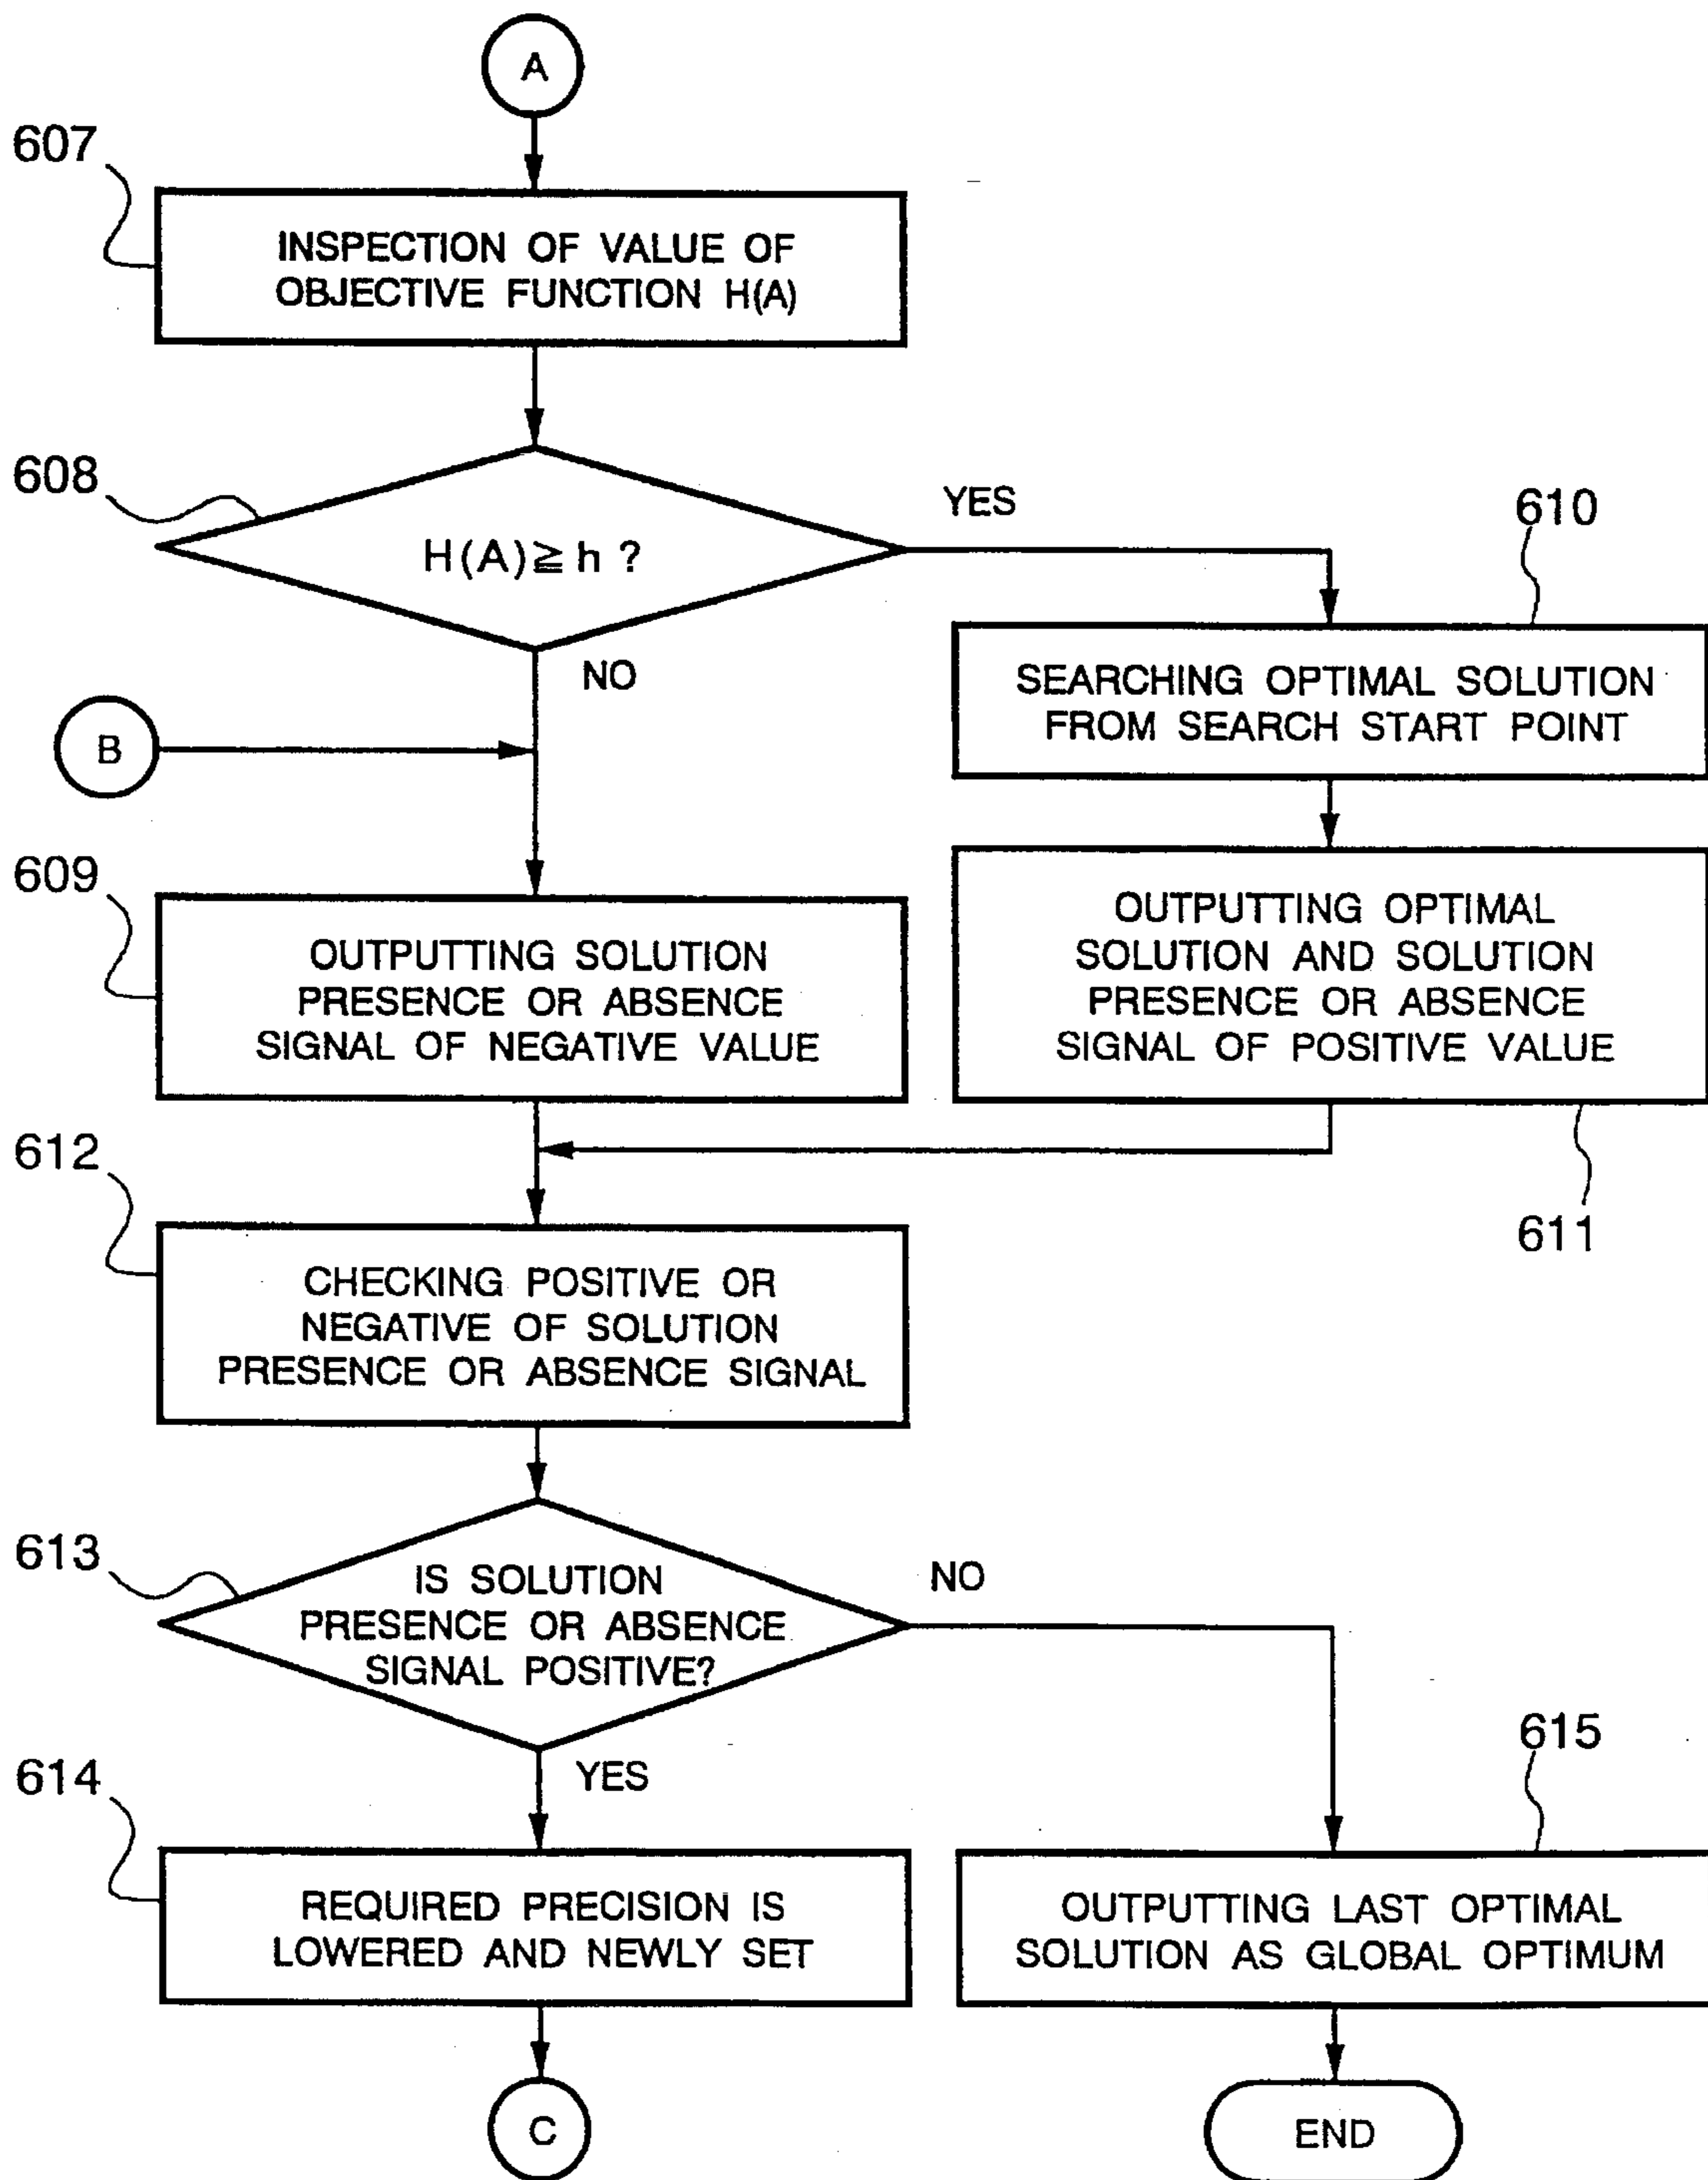 A
607
INSPECTION OF VALUE OF
OBJECTIVE FUNCTION H(A)
608
H(A)≧h ?
YES
NO
610
SEARCHING OPTIMAL SOLUTION
FROM SEARCH START POINT
B
609
OUTPUTTING SOLUTION
PRESENCE OR ABSENCE
SIGNAL OF NEGATIVE VALUE
OUTPUTTING OPTIMAL
SOLUTION AND SOLUTION
PRESENCE OR ABSENCE
SIGNAL OF POSITIVE VALUE
611
612
CHECKING POSITIVE OR
NEGATIVE OF SOLUTION
PRESENCE OR ABSENCE SIGNAL
613
IS SOLUTION
PRESENCE OR ABSENCE
SIGNAL POSITIVE?
NO
YES
614
REQUIRED PRECISION IS
LOWERED AND NEWLY SET
615
OUTPUTTING LAST OPTIMAL
SOLUTION AS GLOBAL OPTIMUM
C
END